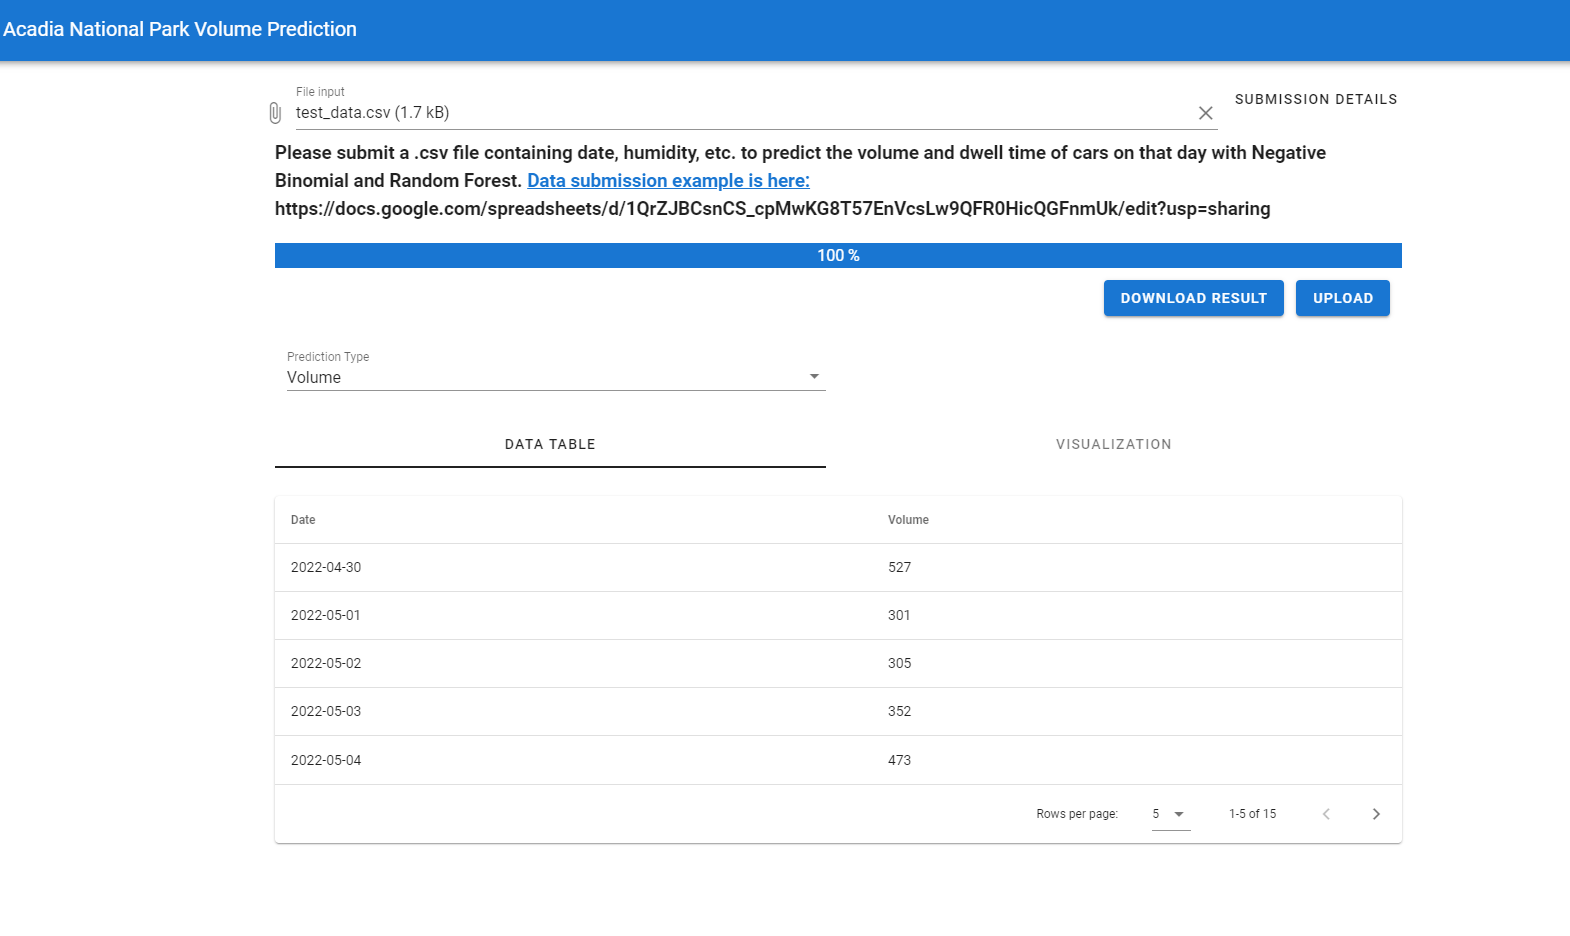 Acadia National Park Volume Prediction
File input
test_data.csv (1.7 kB)
SUBMISSION DETAILS
Please submit a .csv file containing date, humidity, etc. to predict the volume and dwell time of cars on that day with Negative
Binomial and Random Forest. Data submission example is here:
https://docs.google.com/spreadsheets/d/1QrZJBCsnCS_cpMwKG8T57EnVcsLw9QFR0HicQGFnmUk/edit?usp=sharing
100 %
DOWNLOAD RESULT UPLOAD
Prediction Type
Volume
DATA TABLE VISUALIZATION
Date Volume
2022-04-30 527
2022-05-01 301
2022-05-02 305
2022-05-03 352
2022-05-04 473
Rows per page: 5 1-5 of 15